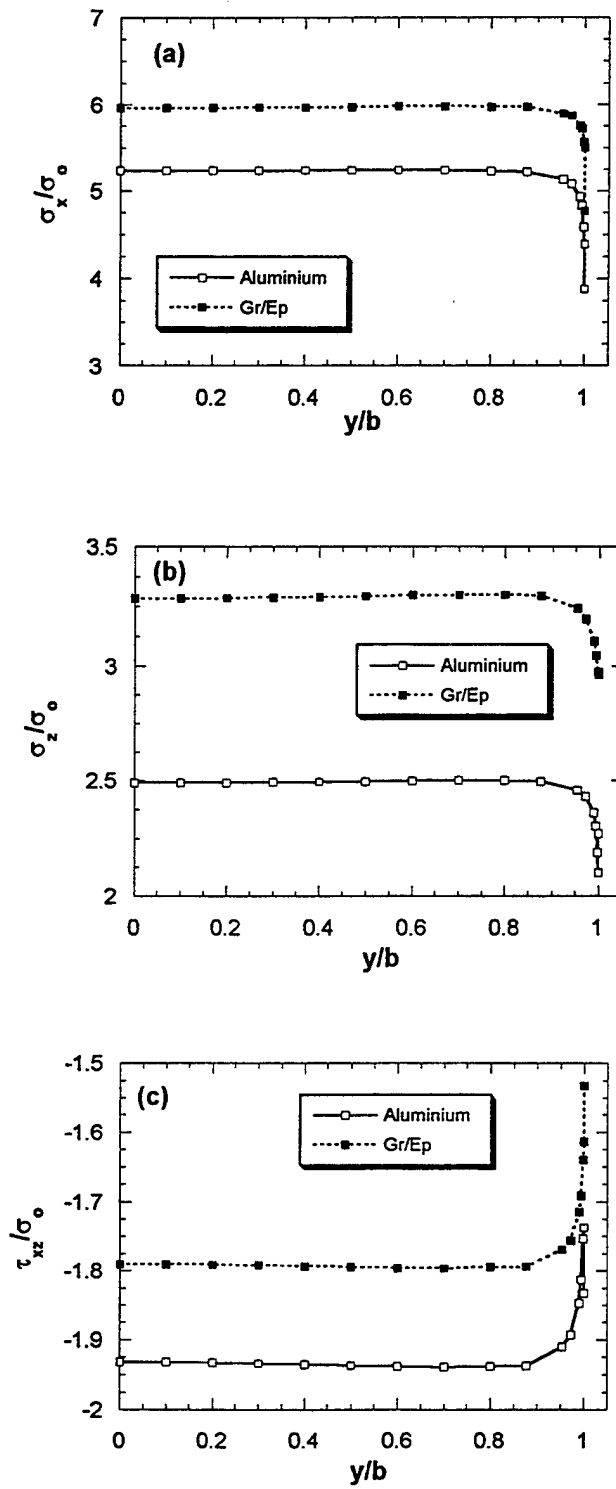 (a)
7
6
5
4
3
σx/σo
Aluminium
Gr/Ep
0 0.2 0.4 0.6 0.8 1
y/b
(b)
3.5
3
2.5
2
σz/σo
Aluminium
Gr/Ep
0 0.2 0.4 0.6 0.8 1
y/b
(c)
-1.5
-1.6
-1.7
-1.8
-1.9
-2
τxz/σo
Aluminium
Gr/Ep
0 0.2 0.4 0.6 0.8 1
y/b